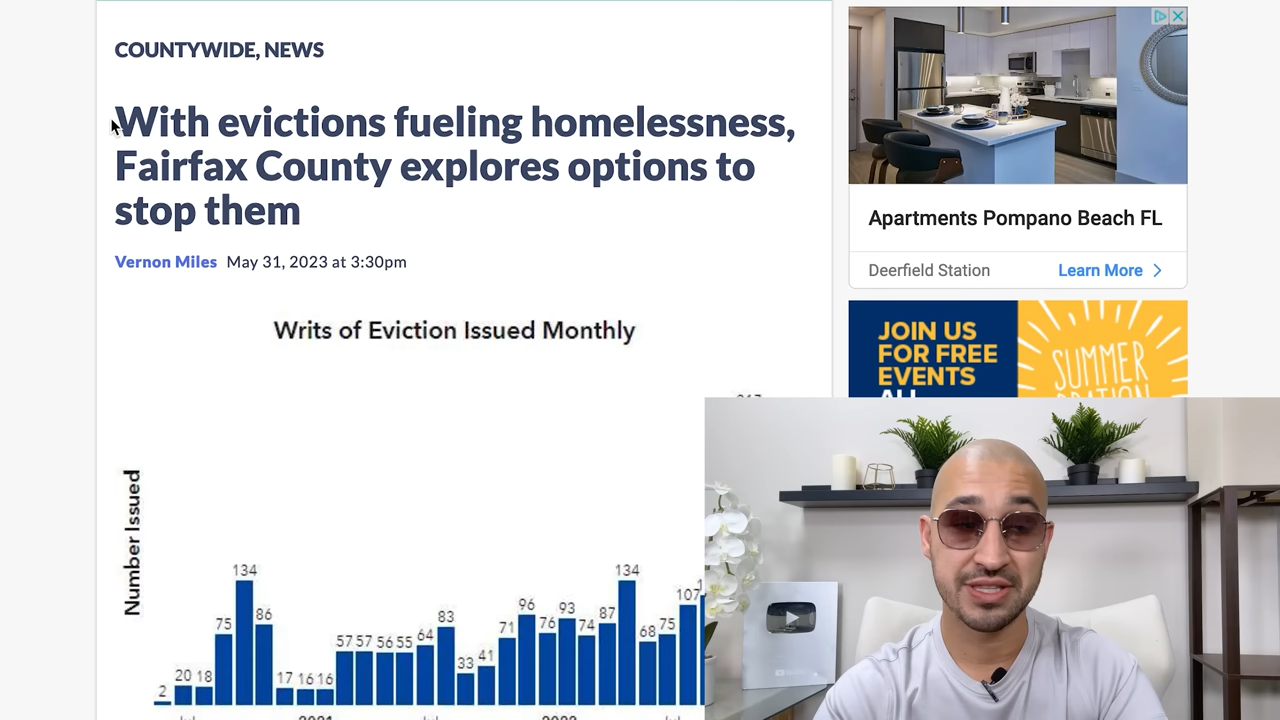 COUNTYWIDE, NEWS
With evictions fueling homelessness,
Fairfax County explores options to
stop them
Vernon Miles May 31, 2023 at 3:30pm
Writs of Eviction Issued Monthly
Number Issued
2 20 18 75 134 86 17 16 16 57 57 56 55 64 83 33 41 71 96 76 93 74 87 134 68 75 107
Apartments Pompano Beach FL
Deerfield Station Learn More
JOIN US
FOR FREE
EVENTS
SUMMER